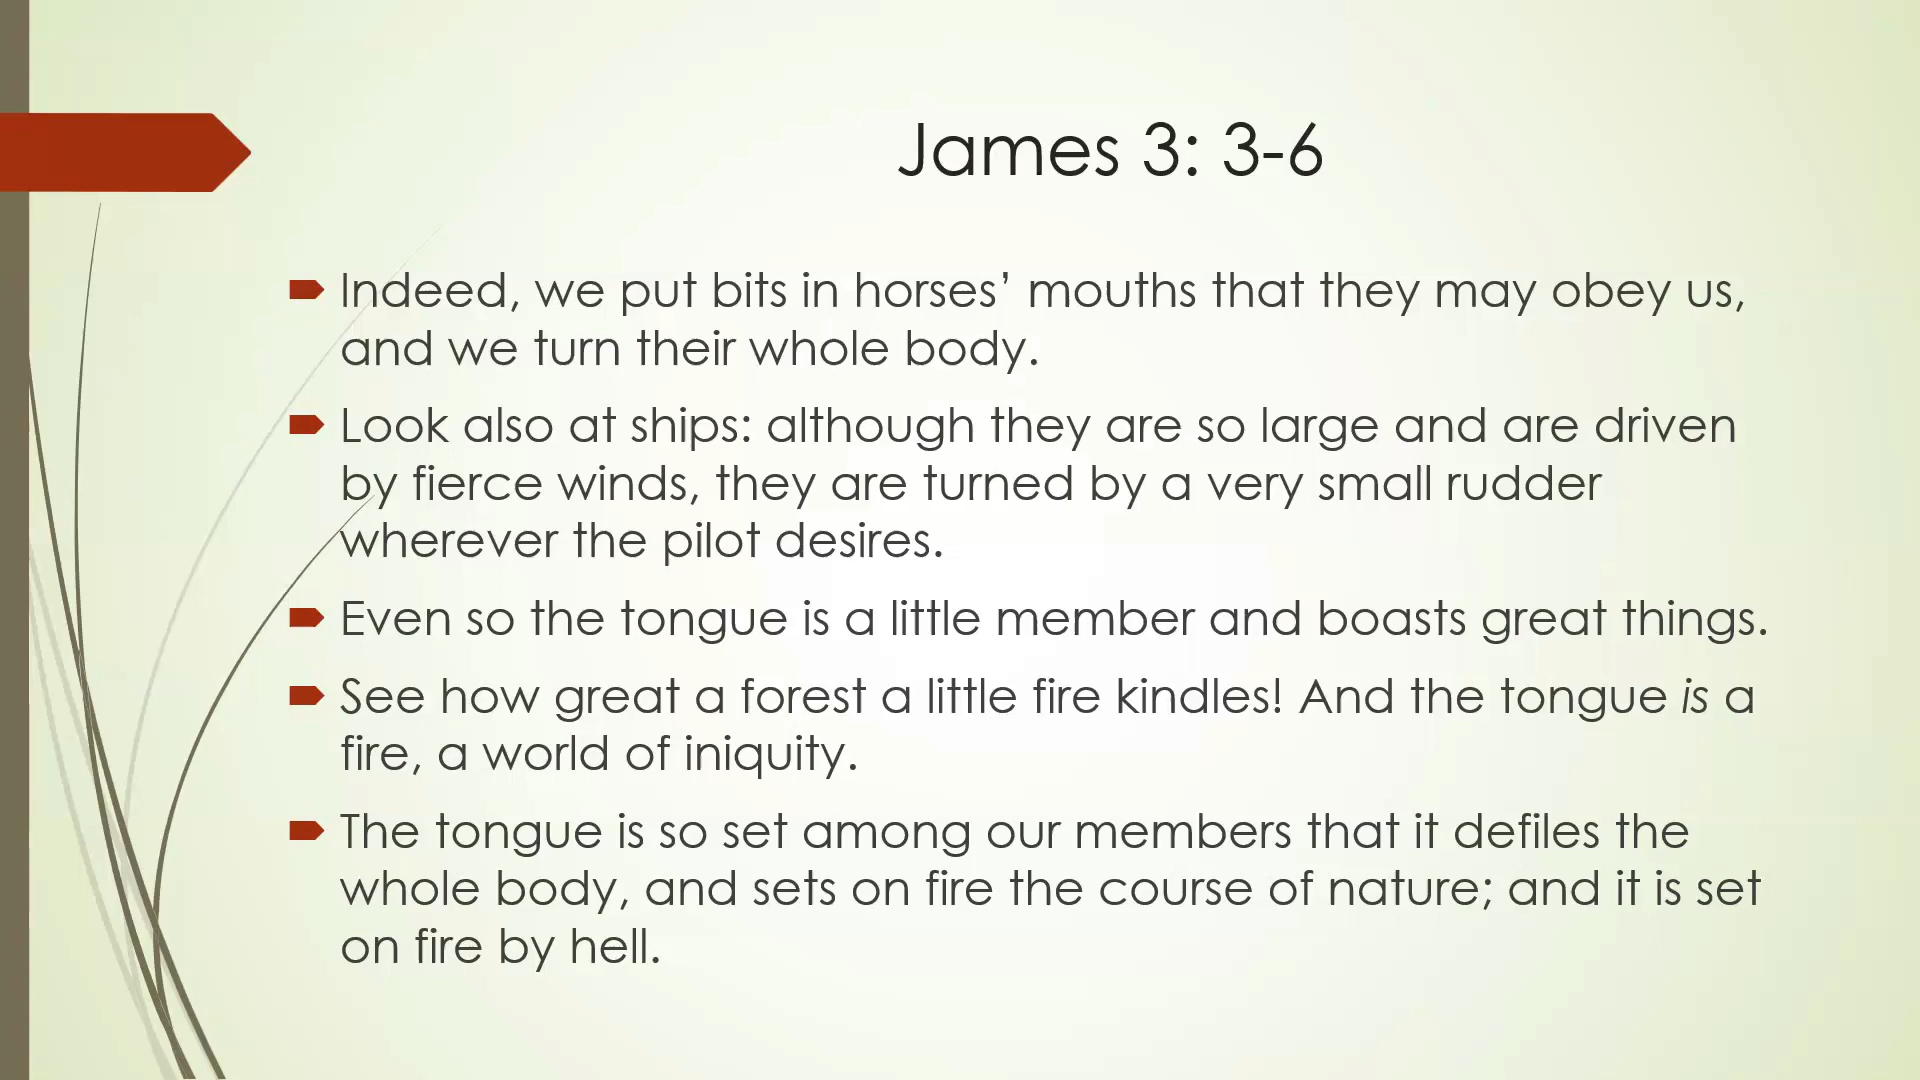 James 3: 3-6
Indeed, we put bits in horses’ mouths that they may obey us,
and we turn their whole body.
Look also at ships: although they are so large and are driven
by fierce winds, they are turned by a very small rudder
wherever the pilot desires.
Even so the tongue is a little member and boasts great things.
See how great a forest a little fire kindles! And the tongue is a
fire, a world of iniquity.
The tongue is so set among our members that it defiles the
whole body, and sets on fire the course of nature; and it is set
on fire by hell.